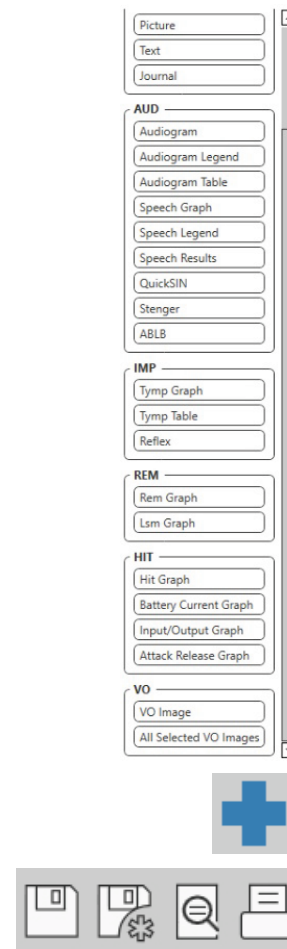 Picture
Text
Journal
AUD
Audiogram
Audiogram Legend
Audiogram Table
Speech Graph
Speech Legend
Speech Results
QuickSIN
Stenger
ABLB
IMP
Tymp Graph
Tymp Table
Reflex
REM
Rem Graph
Lsm Graph
HIT
Hit Graph
Battery Current Graph
Input/Output Graph
Attack Release Graph
VO
VO Image
All Selected VO Images